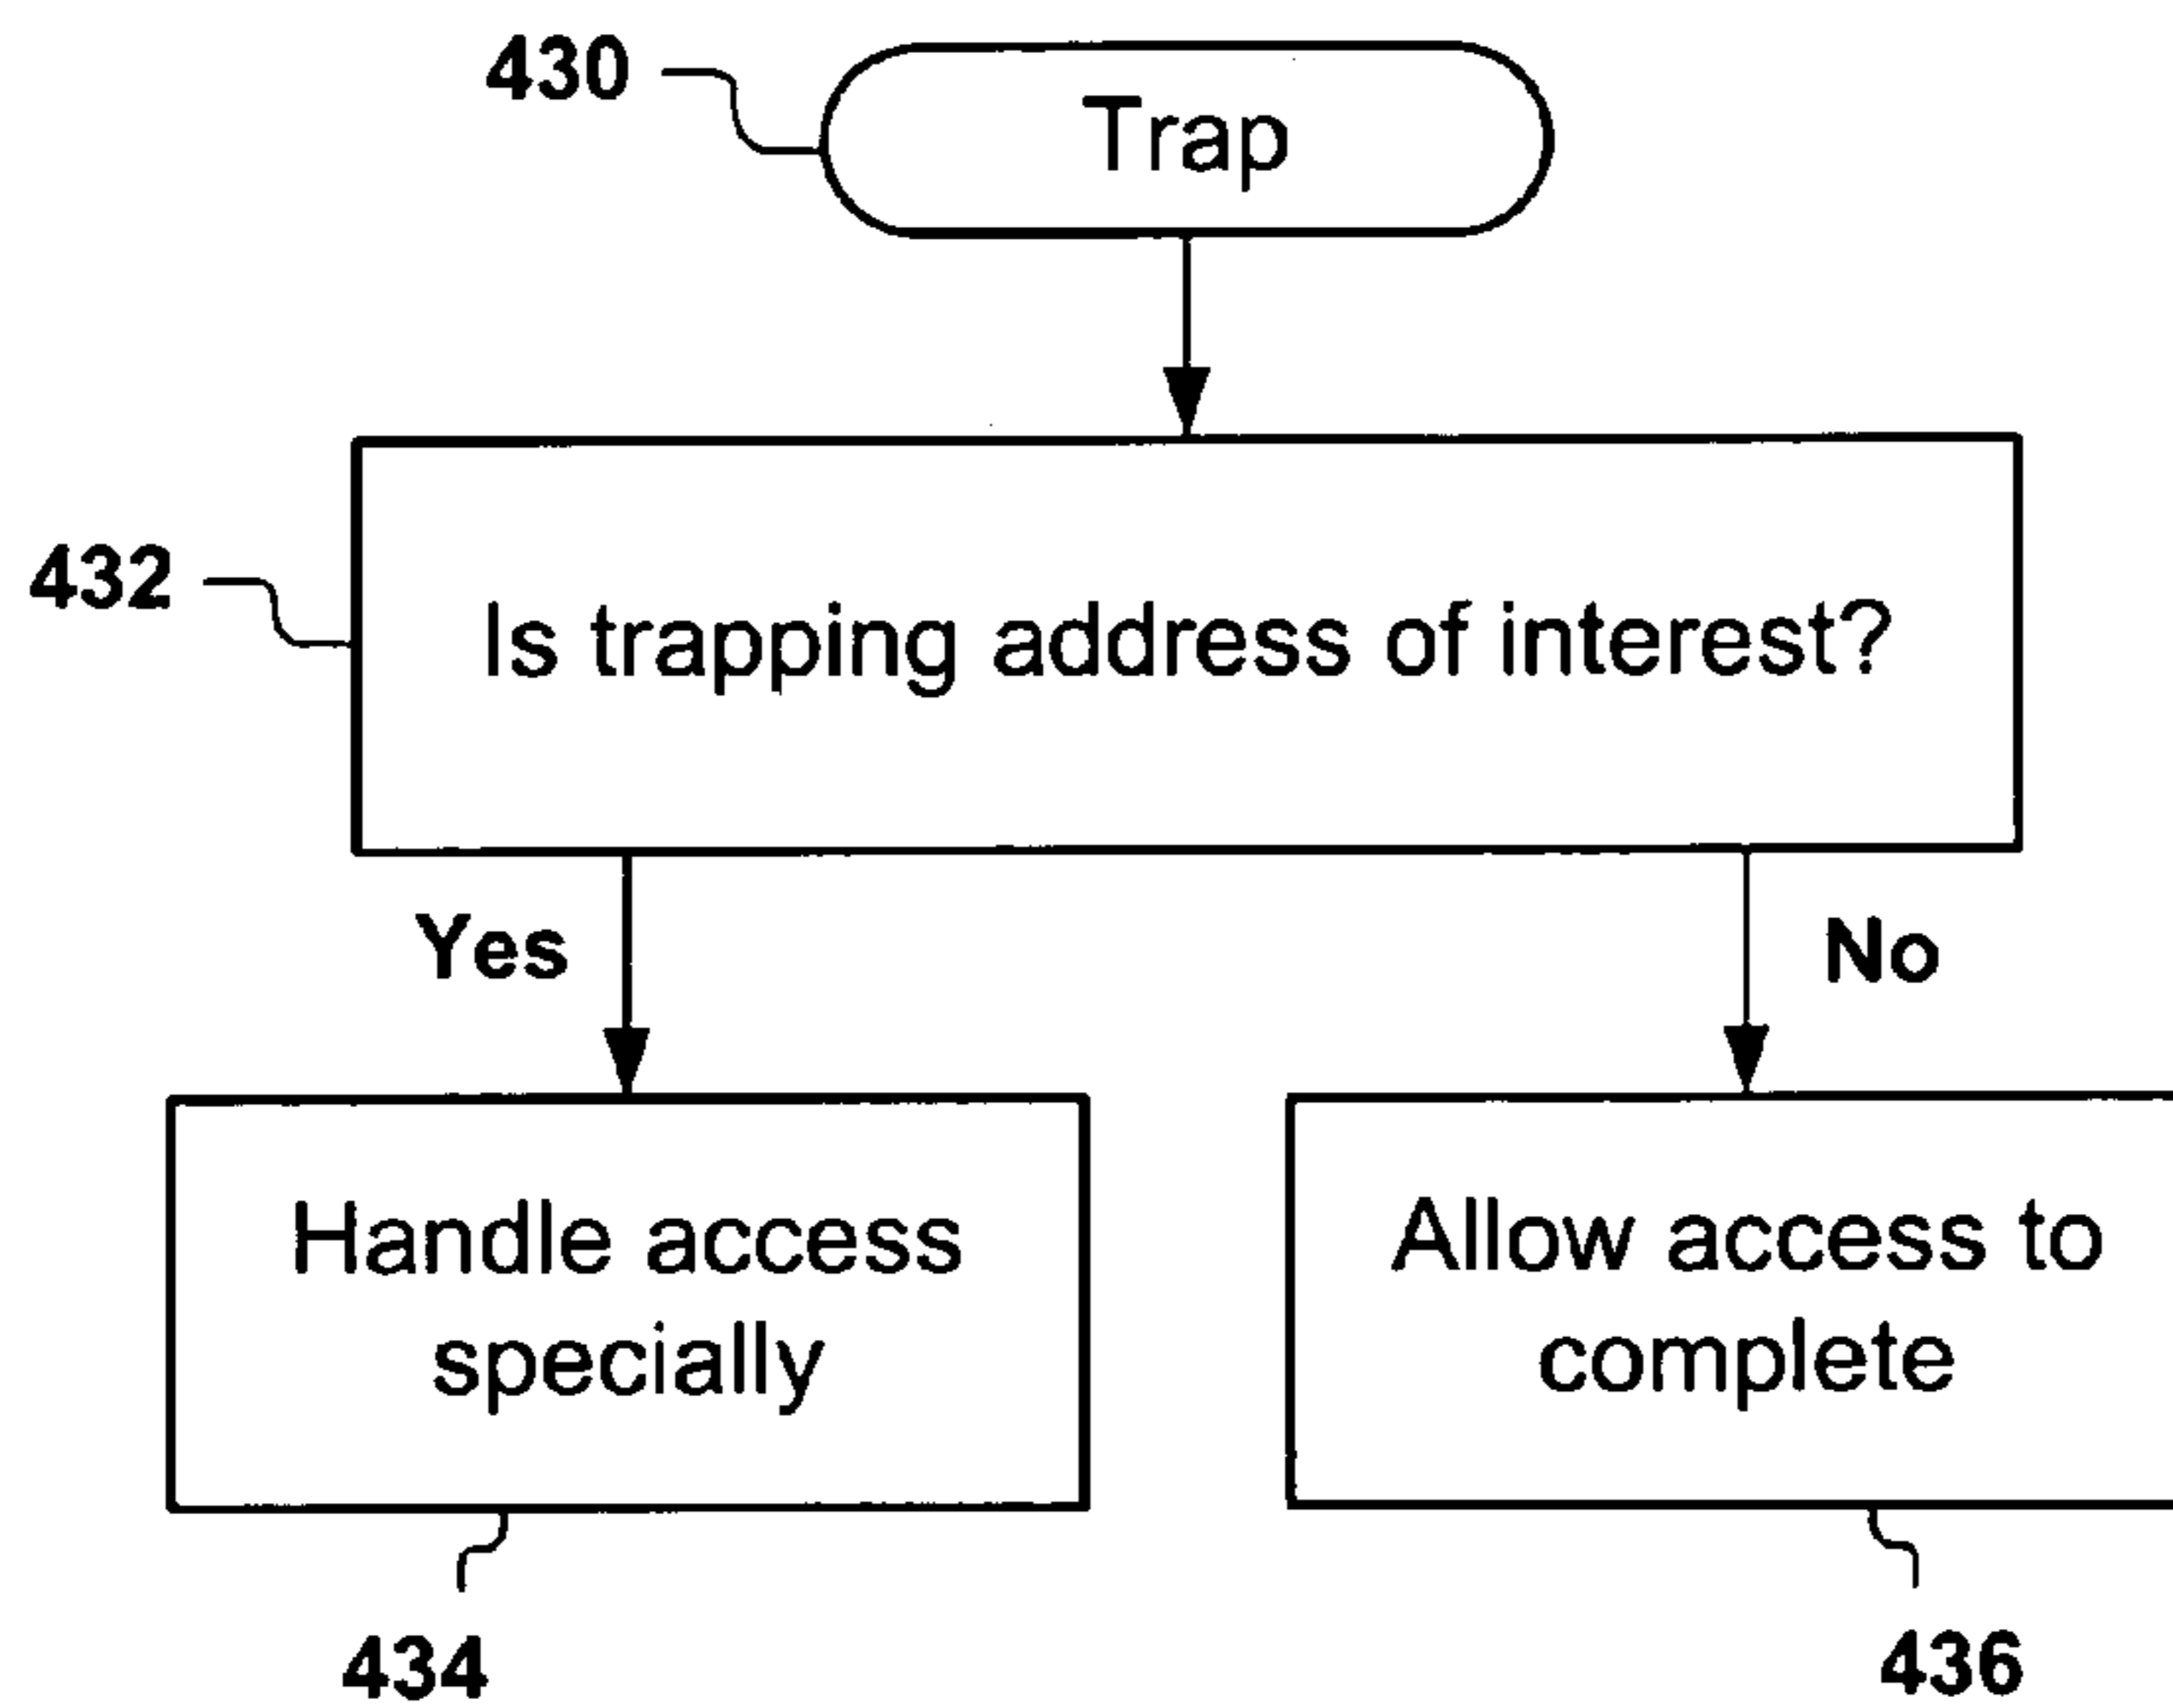 430
Trap
432
Is trapping address of interest?
Yes
No
Handle access
specially
Allow access to
complete
434
436